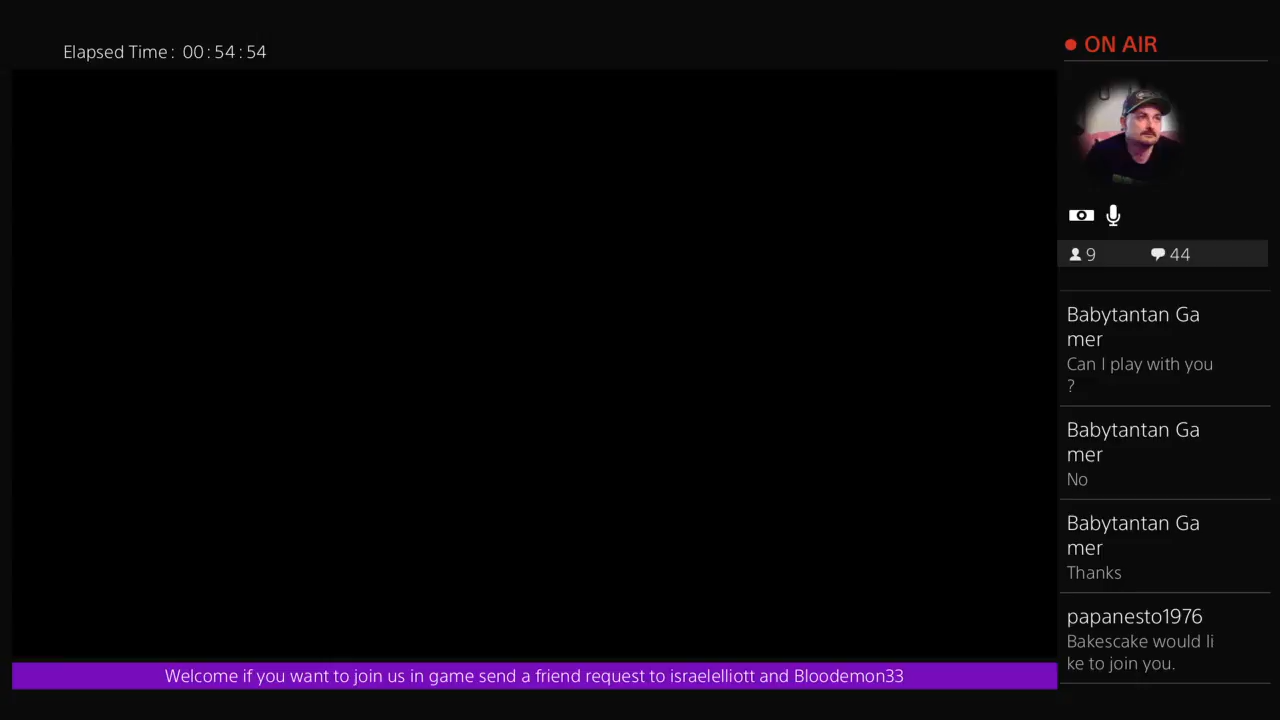 Elapsed Time: 00:54:54
ON AIR
9 44
Babytantan Ga
mer
Can I play with you
?
Babytantan Ga
mer
No
Babytantan Ga
mer
Thanks
papanesto1976
Bakescake would li
ke to join you.
Welcome if you want to join us in game send a friend request to israelelliott and Bloodemon33